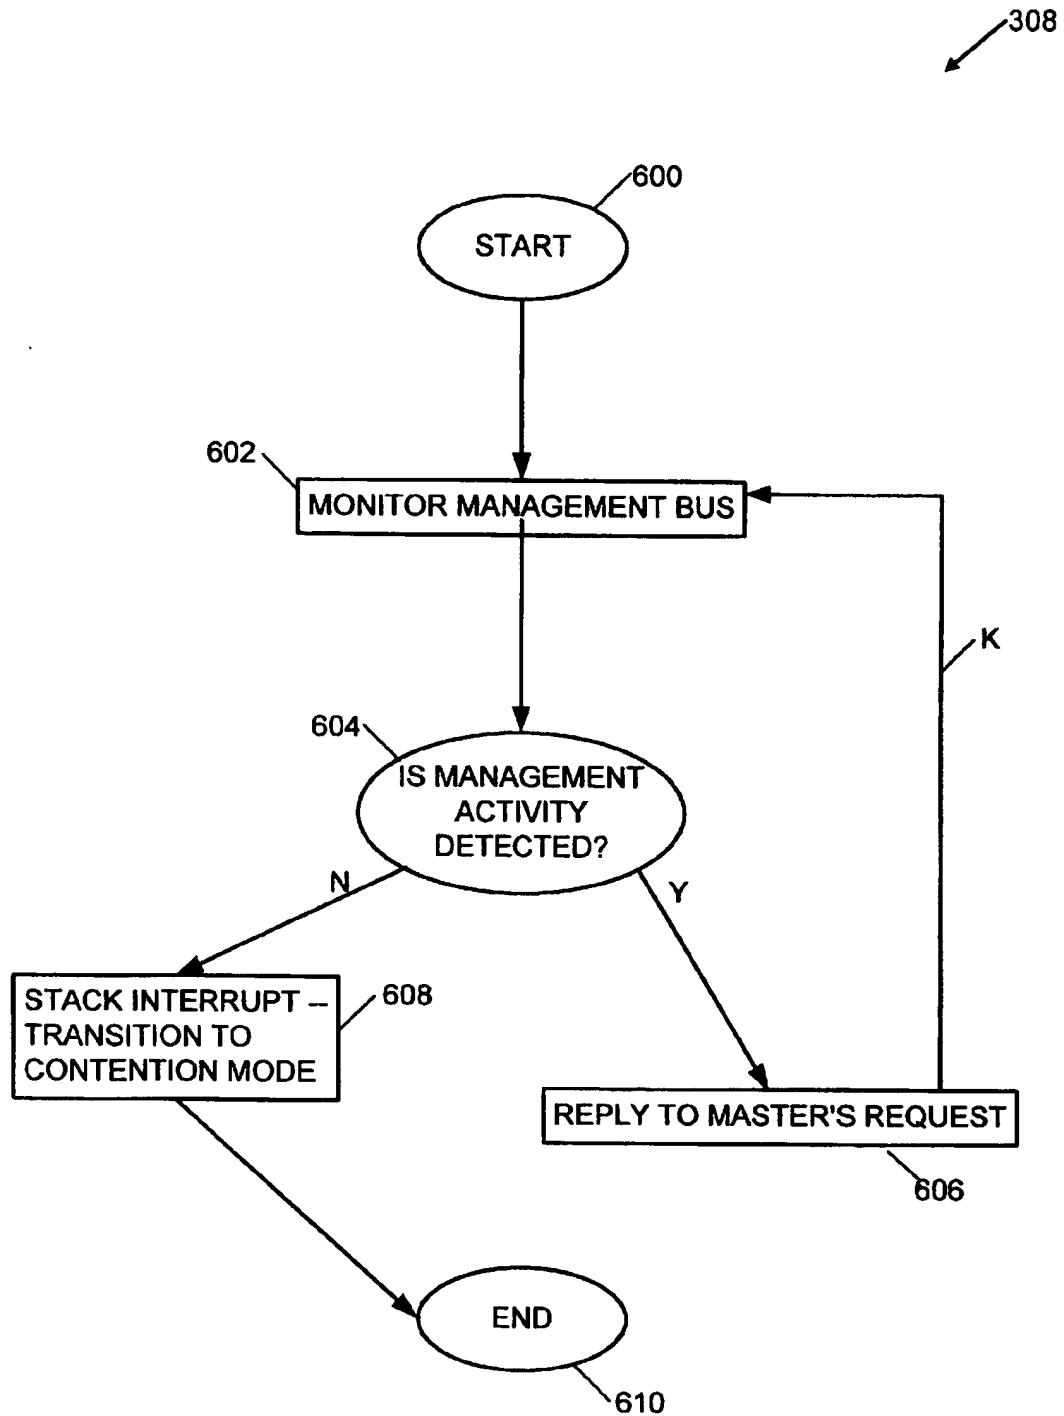 308
600
START
602
MONITOR MANAGEMENT BUS
K
604
IS MANAGEMENT
ACTIVITY
DETECTED?
N
Y
STACK INTERRUPT –
TRANSITION TO
CONTENTION MODE
608
REPLY TO MASTER'S REQUEST
606
END
610